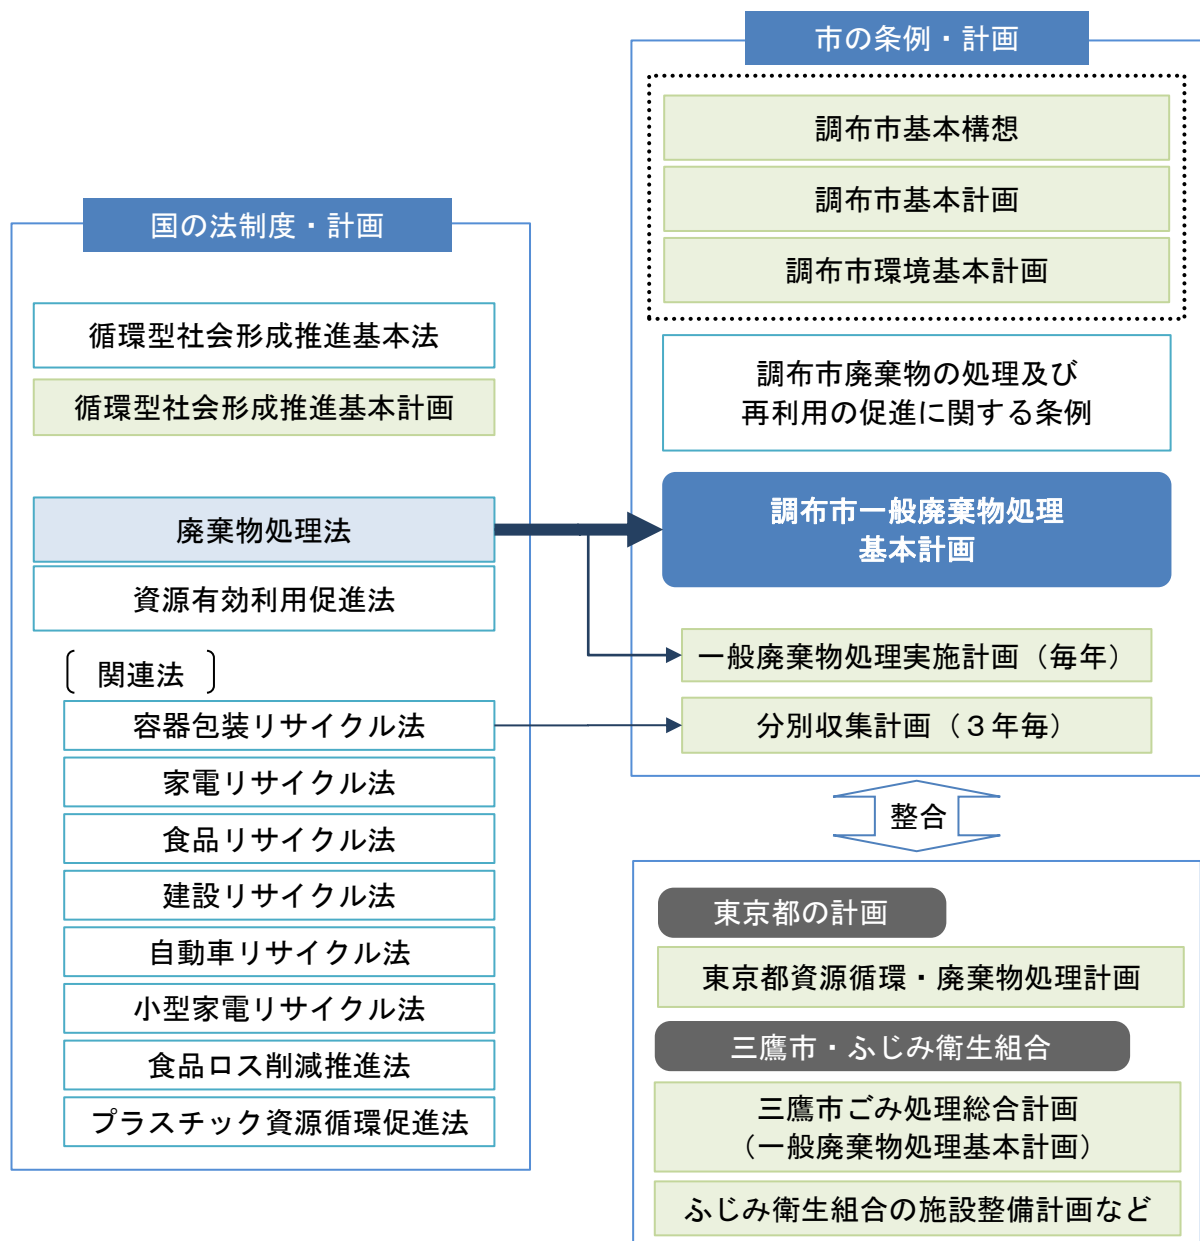 国の法制度・計画
循環型社会形成推進基本法
循環型社会形成推進基本計画
廃棄物処理法
資源有効利用促進法
〔 関連法 〕
容器包装リサイクル法
家電リサイクル法
食品リサイクル法
建設リサイクル法
自動車リサイクル法
小型家電リサイクル法
食品ロス削減推進法
プラスチック資源循環促進法
市の条例・計画
調布市基本構想
調布市基本計画
調布市環境基本計画
調布市廃棄物の処理及び
再利用の促進に関する条例
調布市一般廃棄物処理
基本計画
一般廃棄物処理実施計画（毎年）
分別収集計画（３年毎）
整合
東京都の計画
東京都資源循環・廃棄物処理計画
三鷹市・ふじみ衛生組合
三鷹市ごみ処理総合計画
（一般廃棄物処理基本計画）
ふじみ衛生組合の施設整備計画など